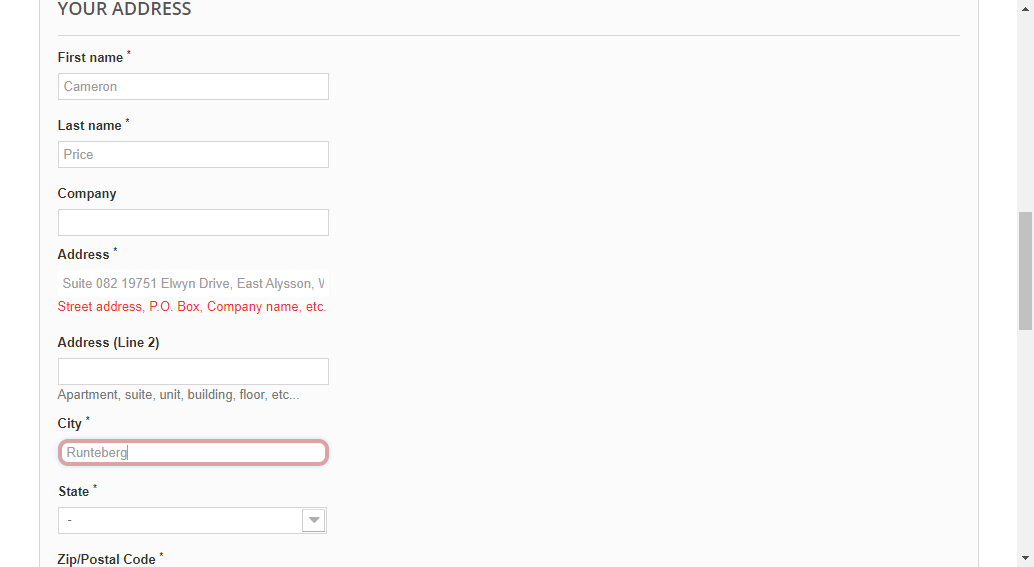 YOUR ADDRESS
First name *
Cameron
Last name *
Price
Company
Address *
Suite 082 19751 Elwyn Drive, East Alysson,
Street address, P.O. Box, Company name, etc.
Address (Line 2)
Apartment, suite, unit, building, floor, etc...
City *
Runteberg
State *
-
Zip/Postal Code *